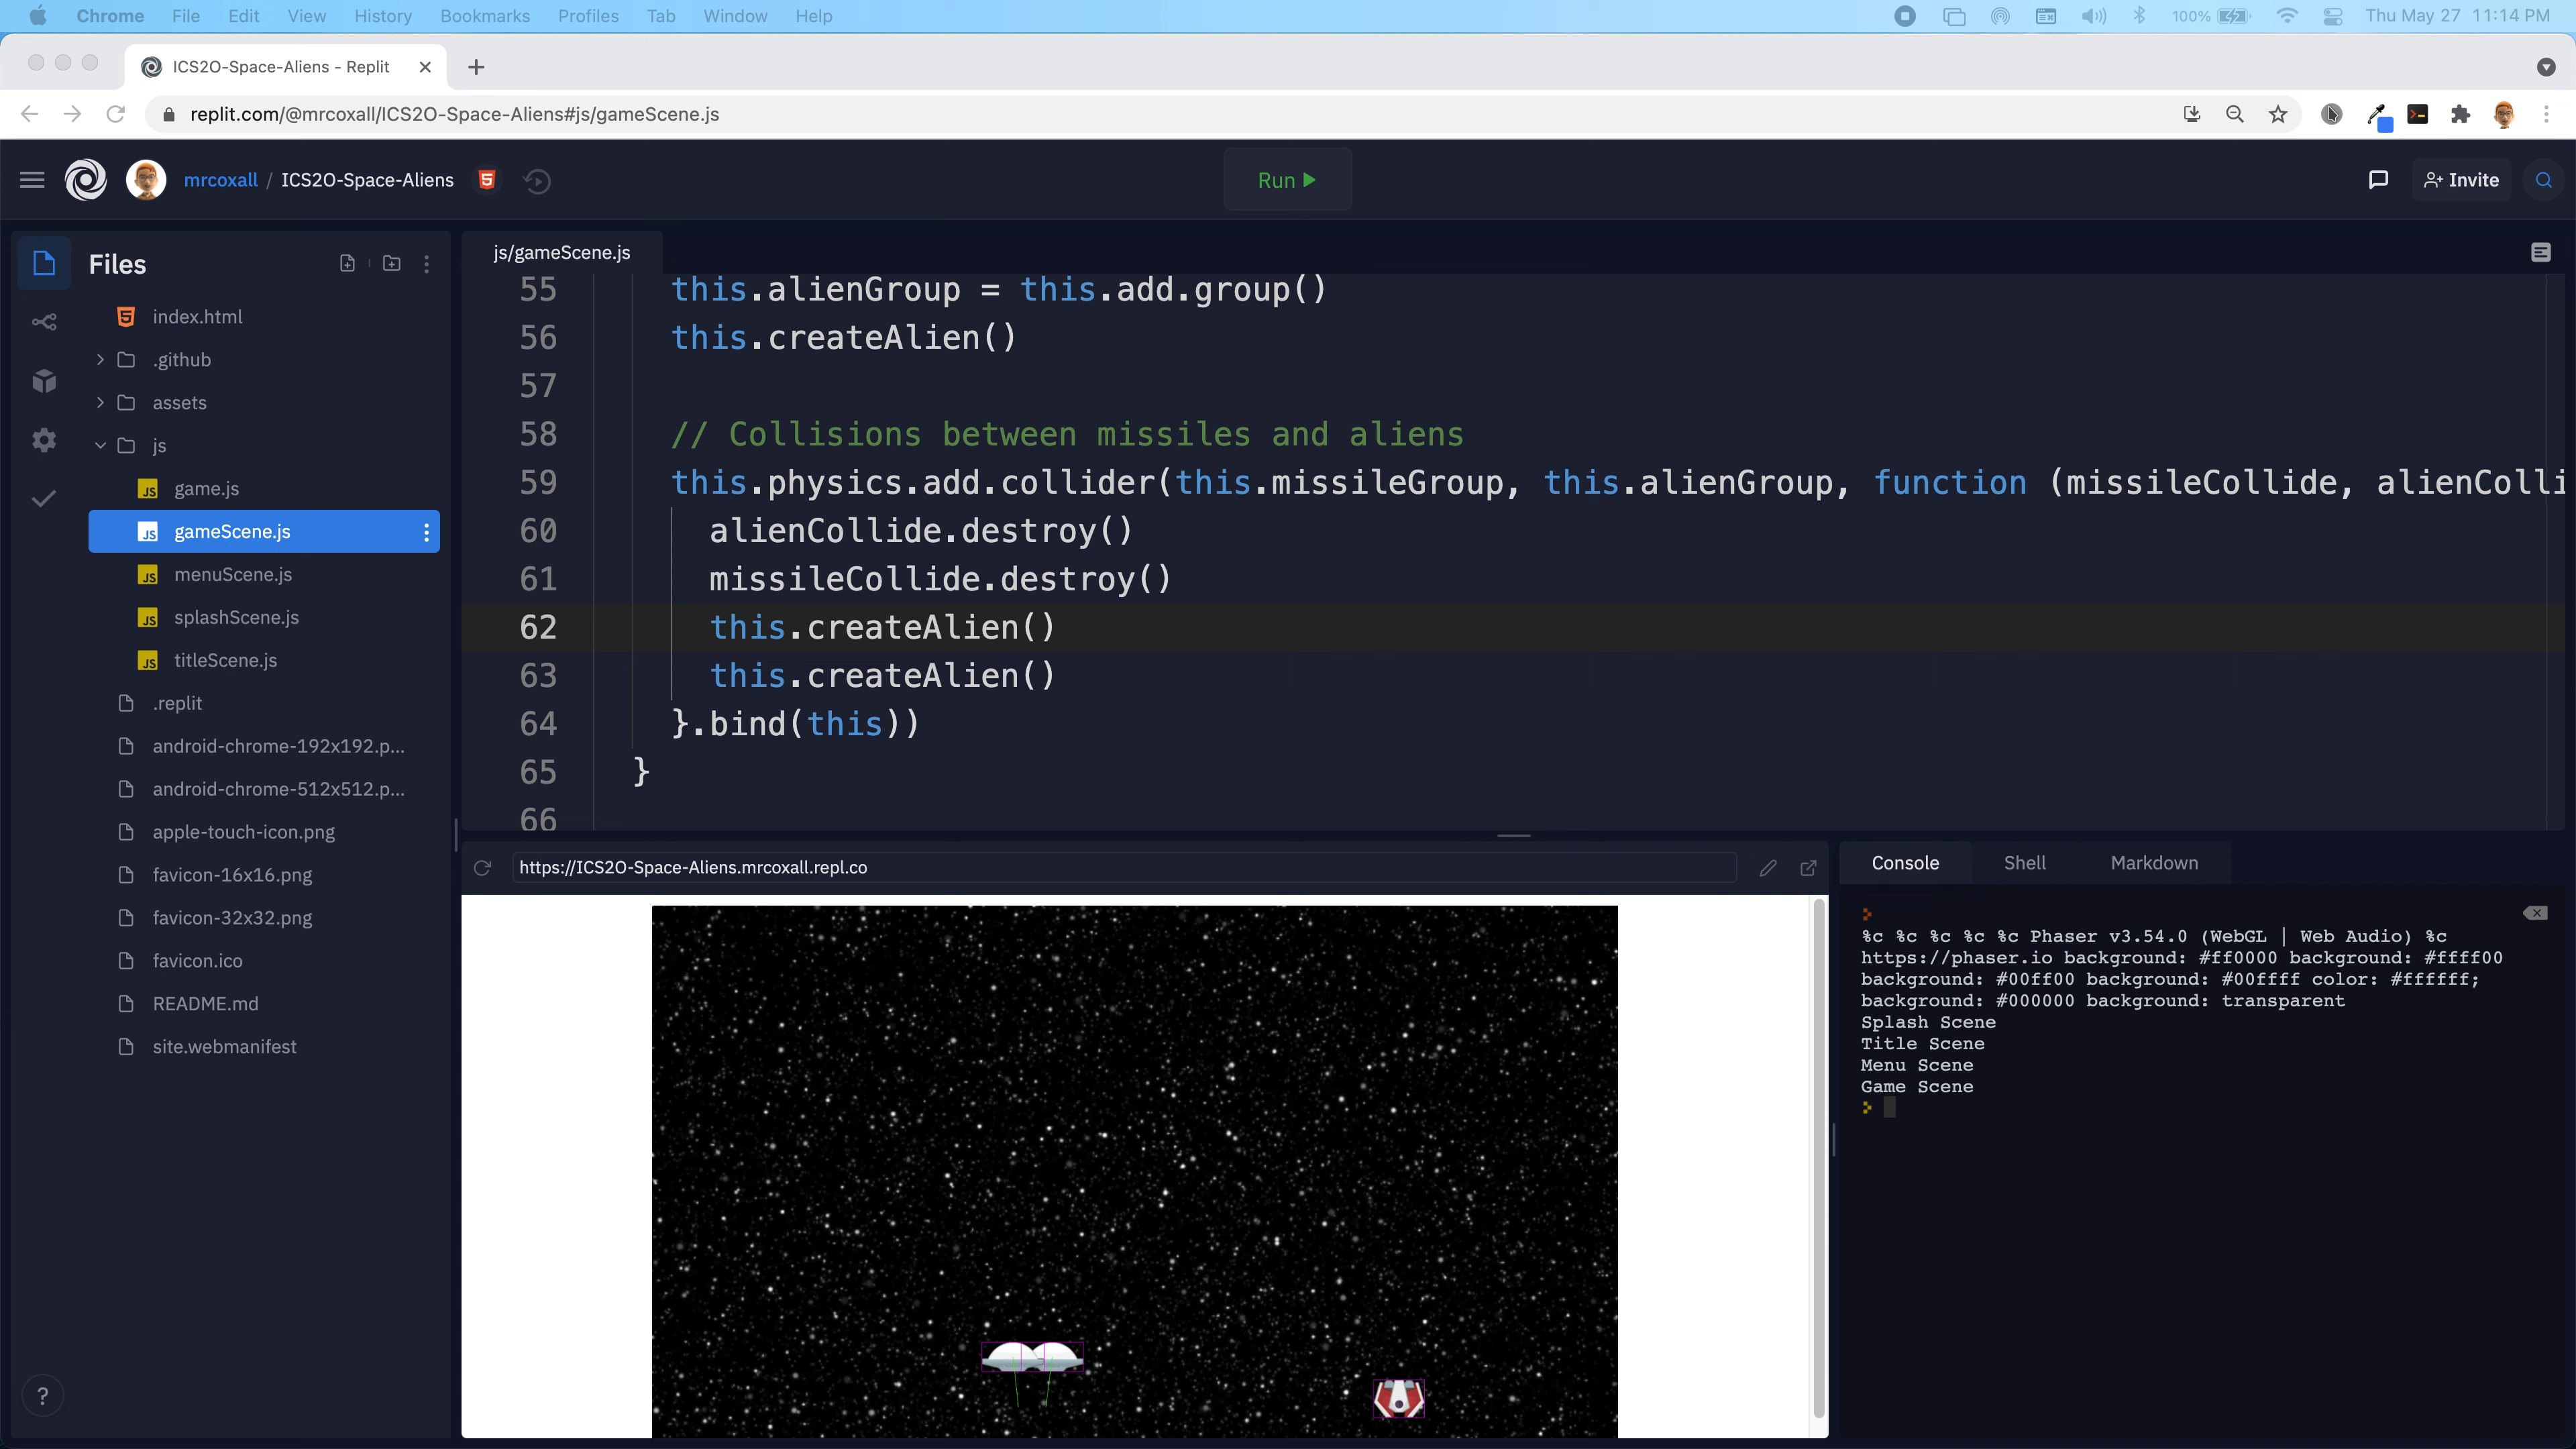 Chrome File Edit View History Bookmarks Profiles Tab Window Help 100% Thu May 27 11:14 PM
ICS2O-Space-Aliens - Replit
replit.com/@mrcoxall/ICS2O-Space-Aliens#js/gameScene.js
mrcoxall / ICS2O-Space-Aliens Run Invite
Files
index.html
.github
assets
js
game.js
gameScene.js
menuScene.js
splashScene.js
titleScene.js
.replit
android-chrome-192x192.p...
android-chrome-512x512.p...
apple-touch-icon.png
favicon-16x16.png
favicon-32x32.png
favicon.ico
README.md
site.webmanifest
?
js/gameScene.js
55 this.alienGroup = this.add.group()
56 this.createAlien()
57
58 // Collisions between missiles and aliens
59 this.physics.add.collider(this.missileGroup, this.alienGroup, function (missileCollide, alienColli
60 alienCollide.destroy()
61 missileCollide.destroy()
62 this.createAlien()
63 this.createAlien()
64 }.bind(this))
65 }
66
https://ICS2O-Space-Aliens.mrcoxall.repl.co
Console Shell Markdown
%c %c %c %c %c Phaser v3.54.0 (WebGL | Web Audio) %c
https://phaser.io background: #ff0000 background: #ffff00
background: #00ff00 background: #00ffff color: #ffffff;
background: #000000 background: transparent
Splash Scene
Title Scene
Menu Scene
Game Scene